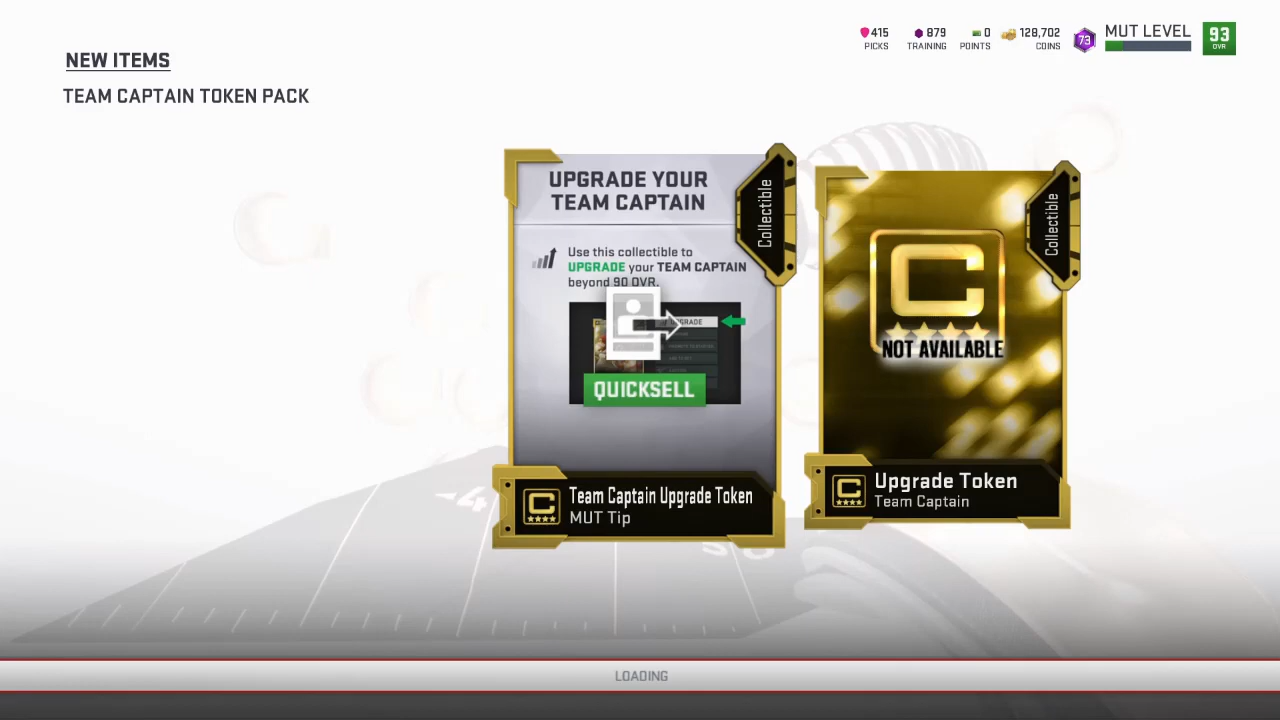 NEW ITEMS
TEAM CAPTAIN TOKEN PACK
415
PICKS
879
TRAINING
0
POINTS
128,702
COINS
73
MUT LEVEL
93
OVR
UPGRADE YOUR
TEAM CAPTAIN
Collectible
Use this collectible to
UPGRADE your TEAM CAPTAIN
beyond 90 OVR.
UPGRADE
QUICKSELL
Team Captain Upgrade Token
MUT Tip
Collectible
C
NOT AVAILABLE
Upgrade Token
Team Captain
LOADING